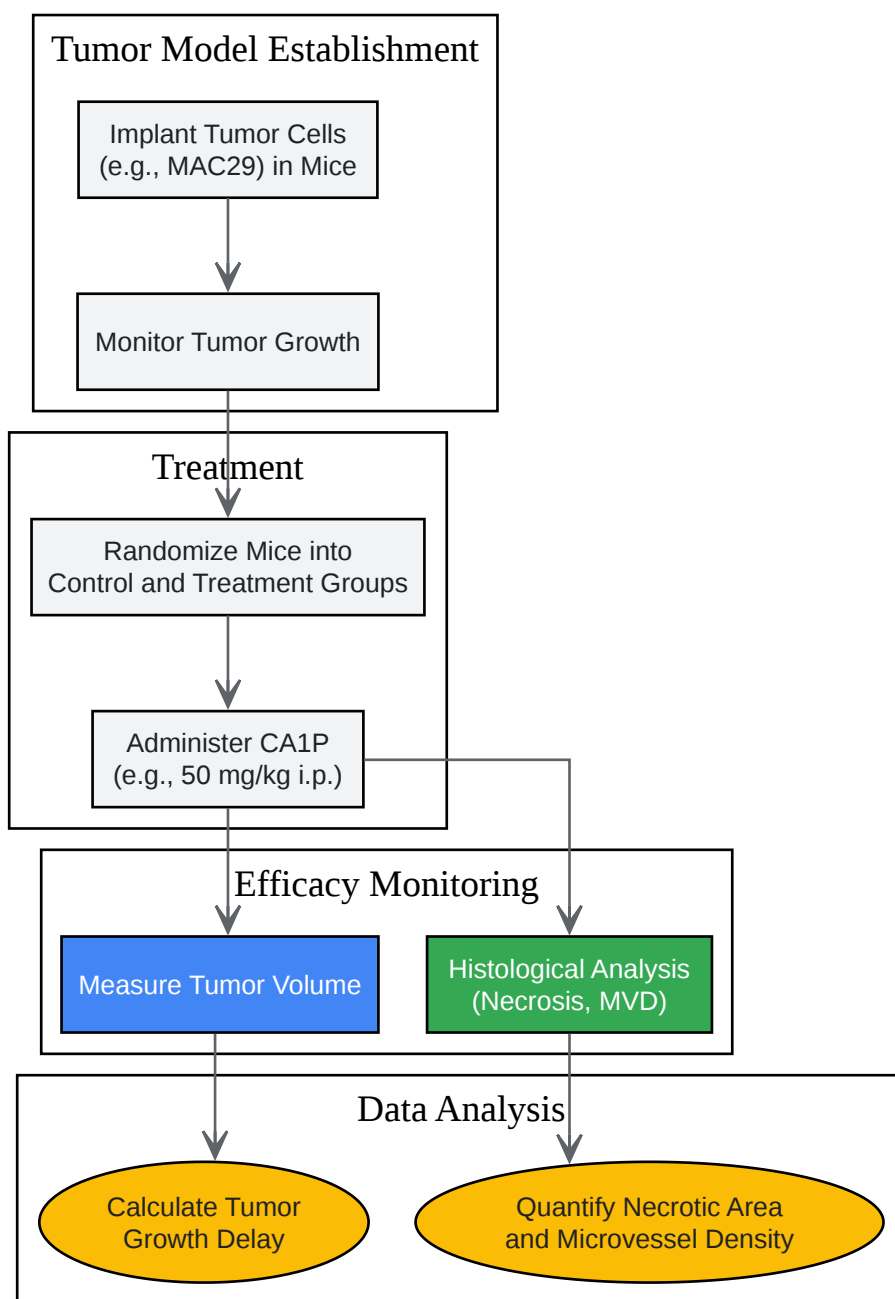 Tumor Model Establishment
Implant Tumor Cells
(e.g., MAC29) in Mice
Monitor Tumor Growth
Treatment
Randomize Mice into
Control and Treatment Groups
Administer CA1P
(e.g., 50 mg/kg i.p.)
Efficacy Monitoring
Measure Tumor Volume
Histological Analysis
(Necrosis, MVD)
Data Analysis
Calculate Tumor
Growth Delay
Quantify Necrotic Area
and Microvessel Density